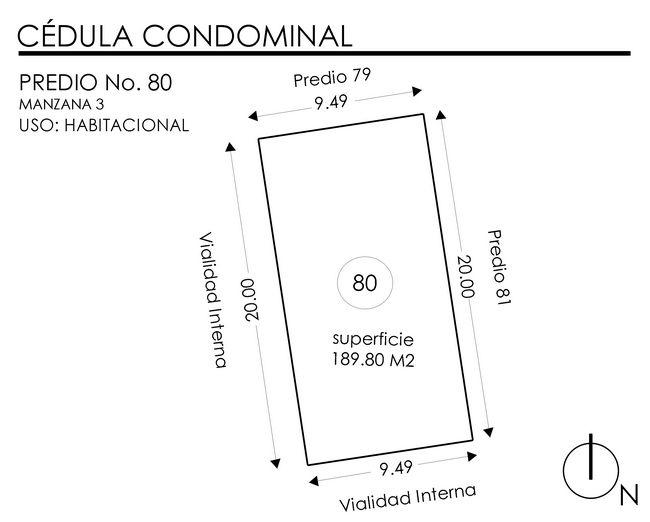 CÉDULA CONDOMINAL
PREDIO No. 80
MANZANA 3
USO: HABITACIONAL
Predio 79
9.49
Vialidad Interna
20.00
80
superficie
189.80 M2
20.00
Predio 81
9.49
Vialidad Interna
N